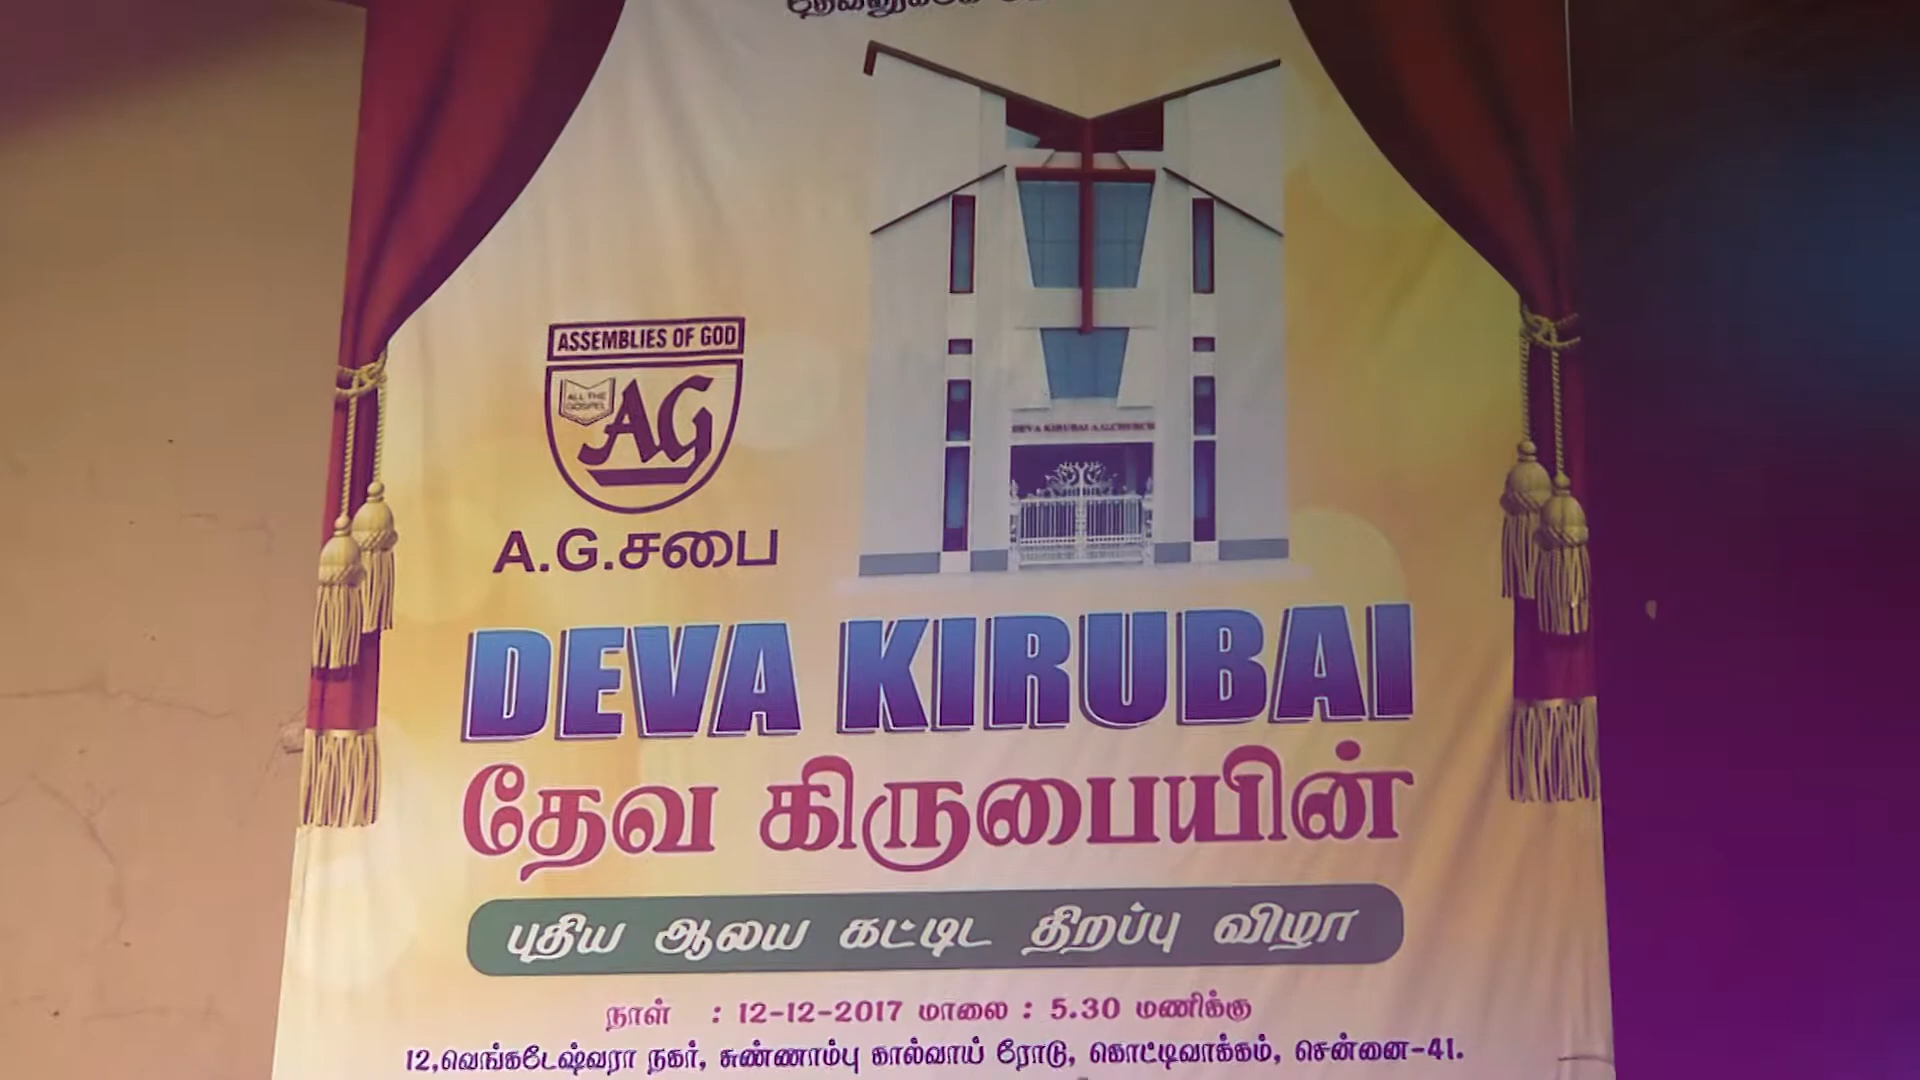 ASSEMBLIES OF GOD
ALL THE
GOSPEL
AG
A.G.சபை
DEVA KIRUBAI A.G.CHURCH
DEVA KIRUBAI
தேவ கிருபையின்
புதிய ஆலய கட்டிட திறப்பு விழா
நாள் : 12-12-2017 மாலை : 5.30 மணிக்கு
12,வெங்கடேஷ்வரா நகர், சுண்ணாம்பு கால்வாய் ரோடு, கொட்டிவாக்கம், சென்னை-41.